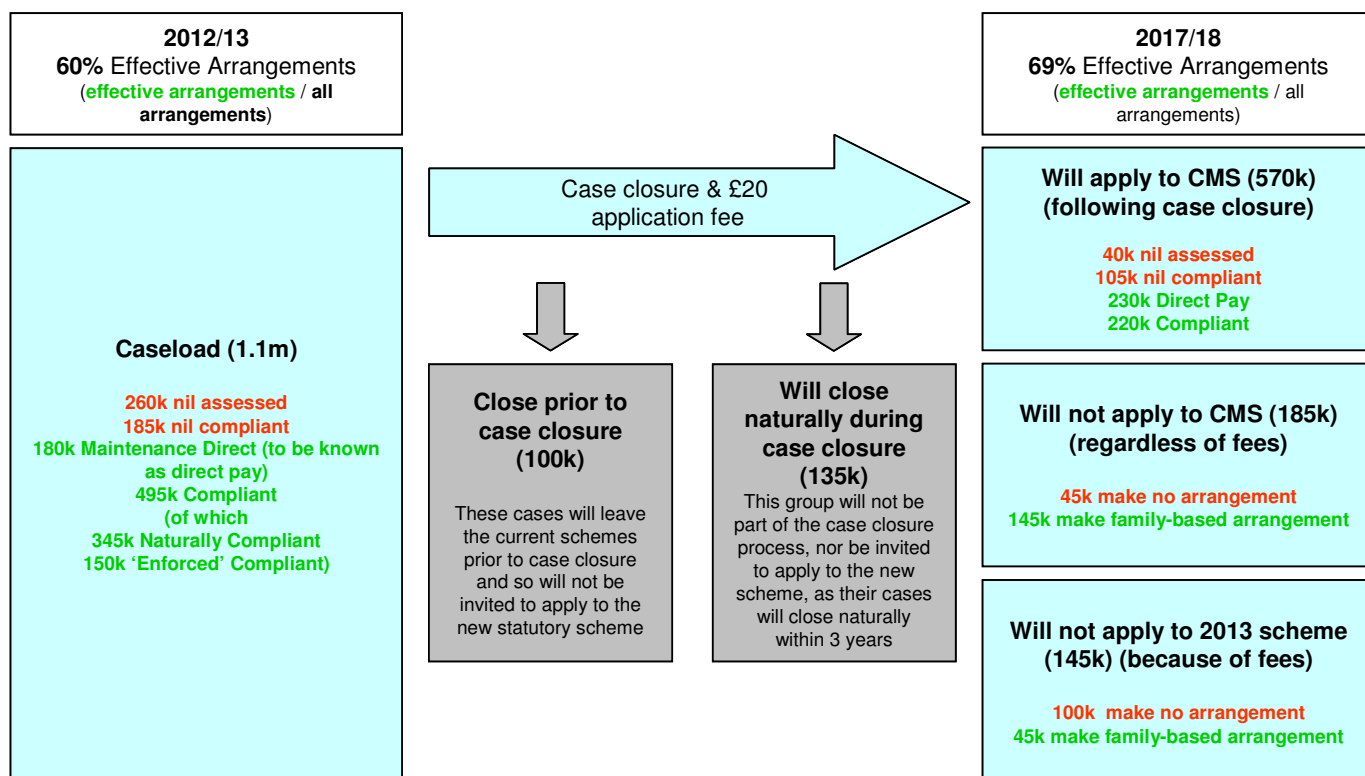 2012/13
60% Effective Arrangements
(effective arrangements / all
arrangements)
Caseload (1.1m)
260k nil assessed
185k nil compliant
180k Maintenance Direct (to be known
as direct pay)
495k Compliant
(of which
345k Naturally Compliant
150k ‘Enforced’ Compliant)
Case closure & £20
application fee
Close prior to
case closure
(100k)
These cases will leave
the current schemes
prior to case closure
and so will not be
invited to apply to the
new statutory scheme
Will close
naturally during
case closure
(135k)
This group will not be
part of the case closure
process, nor be invited
to apply to the new
scheme, as their cases
will close naturally
within 3 years
2017/18
69% Effective Arrangements
(effective arrangements / all
arrangements)
Will apply to CMS (570k)
(following case closure)
40k nil assessed
105k nil compliant
230k Direct Pay
220k Compliant
Will not apply to CMS (185k)
(regardless of fees)
45k make no arrangement
145k make family-based arrangement
Will not apply to 2013 scheme
(145k) (because of fees)
100k make no arrangement
45k make family-based arrangement